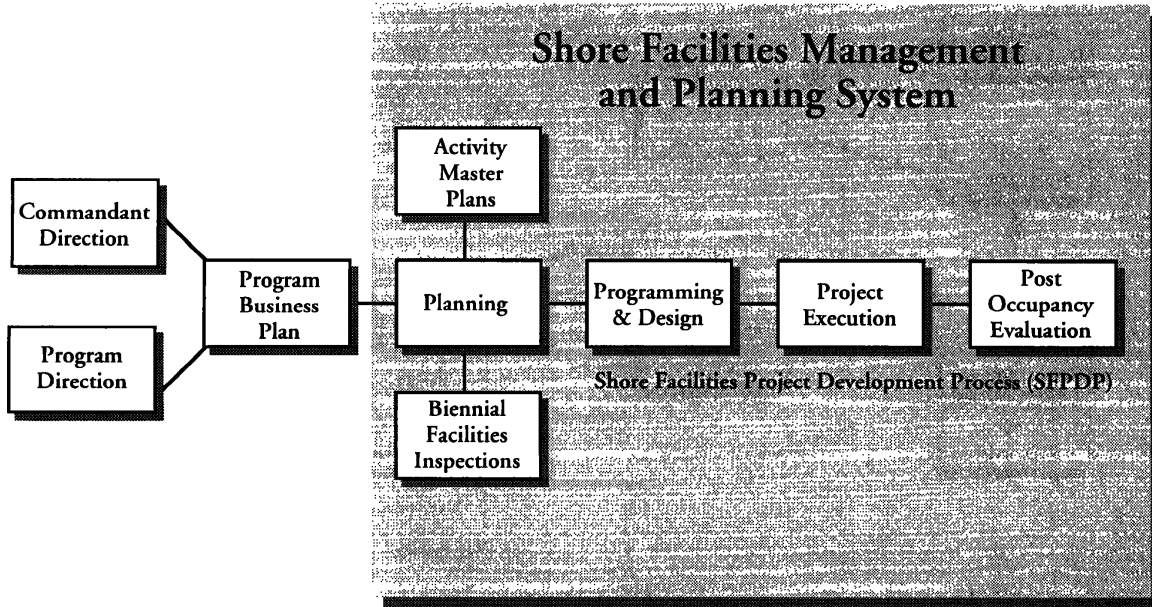 Shore Facilities Management
and Planning System
Activity
Master
Plans
Commandant
Direction
Program
Business
Plan
Planning
Programming
& Design
Project
Execution
Post
Occupancy
Evaluation
Program
Direction
Shore Facilities Project Development Process (SFPDP)
Biennial
Facilities
Inspections